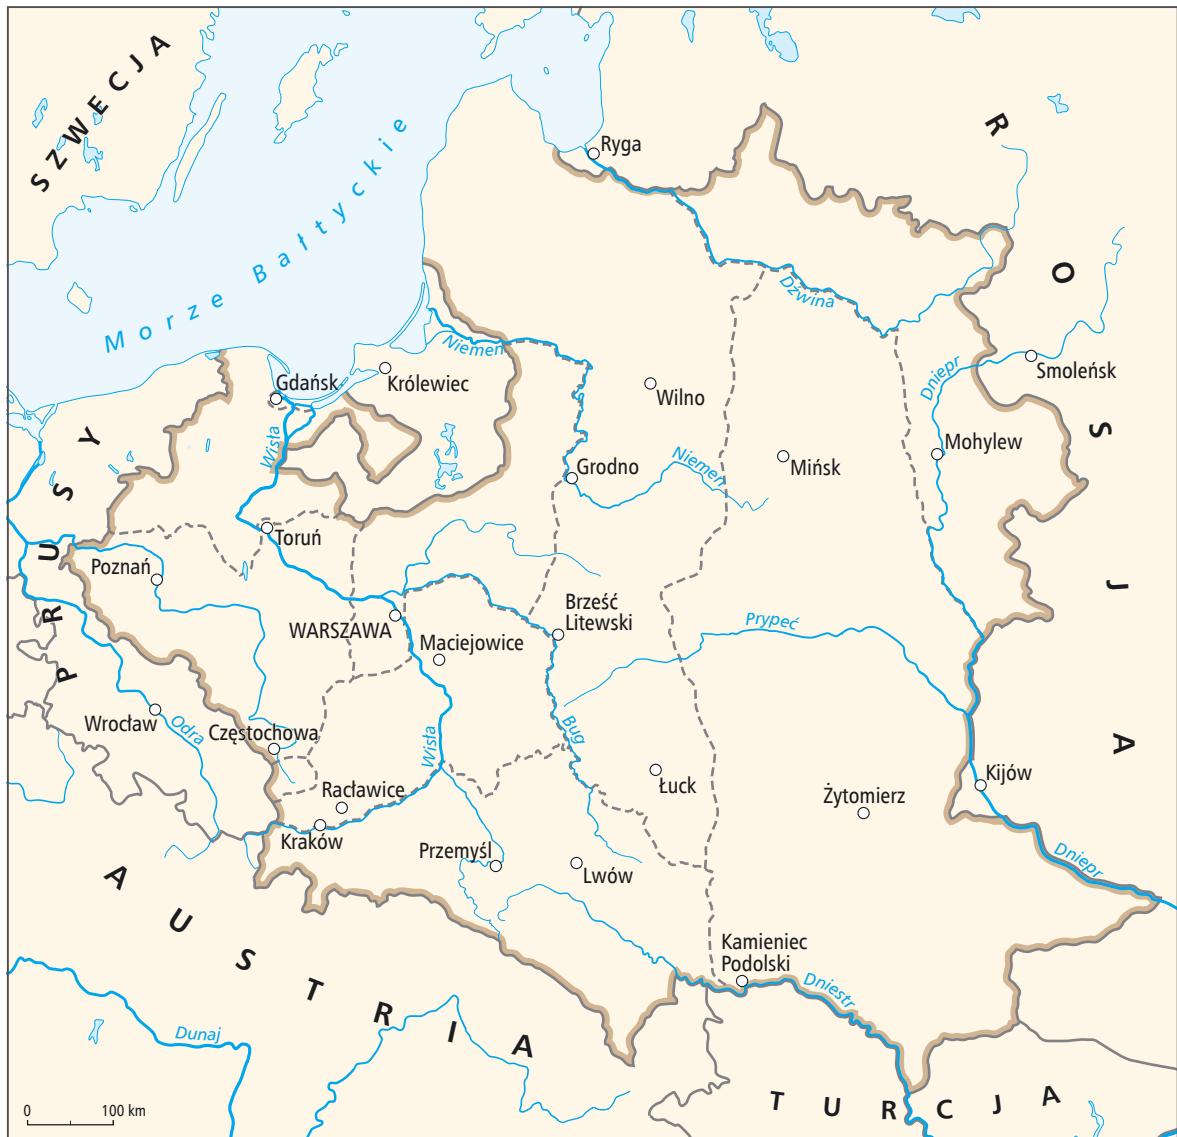 SZWECJA
Morze Bałtyckie
ROSJA
Ryga
Dźwina
Niemen
Królewiec
Gdańsk
Wilno
Dniepr
Smoleńsk
PRUSY
Wisła
Mohylew
Mińsk
Niemen
Grodno
Toruń
Poznań
Brześć
Litewski
WARSZAWA
Maciejowice
Prypeć
Wrocław
Odra
Częstochowa
Wisła
Bug
Łuck
Kijów
Racławice
Żytomierz
Kraków
Przemyśl
Lwów
Dniepr
AUSTRIA
Kamieniec
Podolski
Dniestr
Dunaj
TURCJA
0 100 km